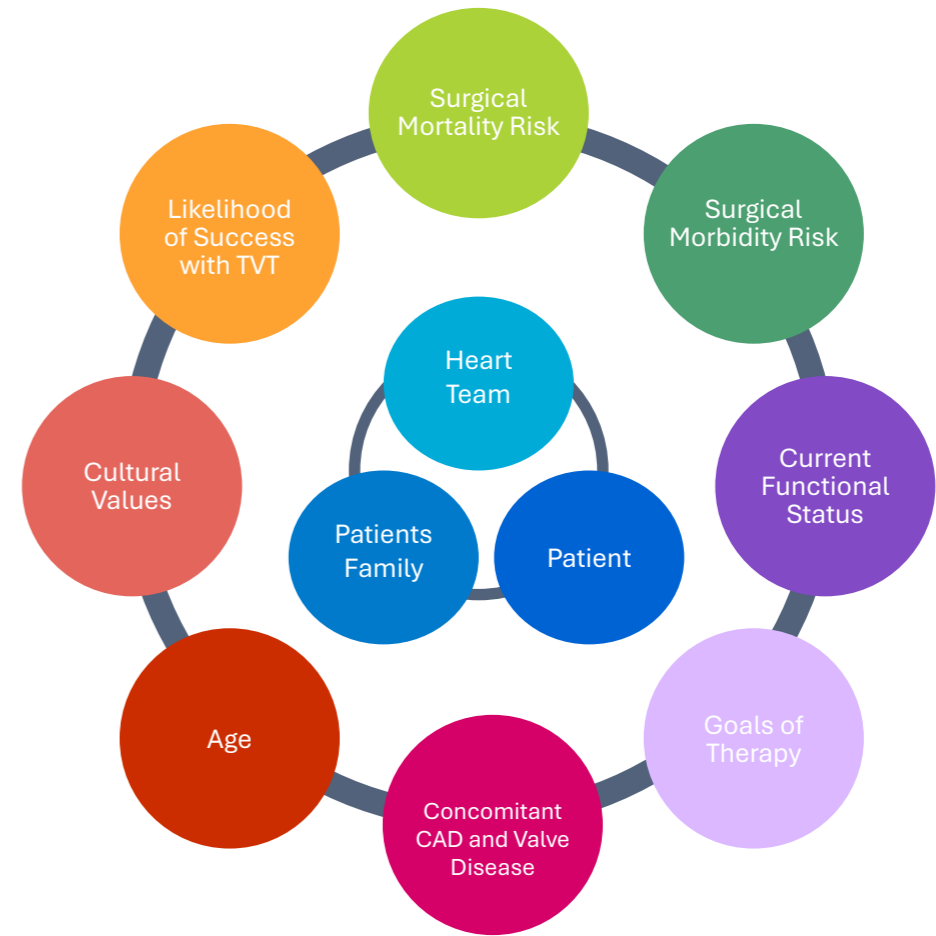 Surgical
Mortality Risk
Surgical
Morbidity Risk
Current
Functional
Status
Goals of
Therapy
Concomitant
CAD and Valve
Disease
Age
Cultural
Values
Likelihood
of Success
with TVT
Heart
Team
Patient
Patients
Family